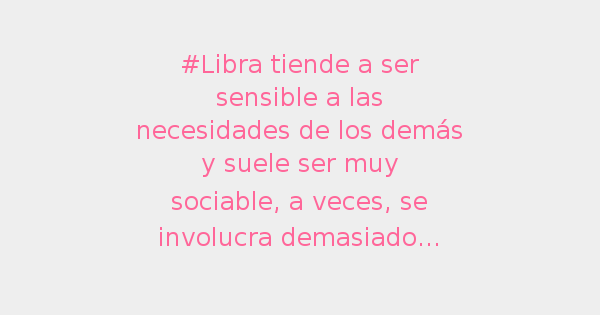 #Libra tiende a ser
sensible a las
necesidades de los demás
y suele ser muy
sociable, a veces, se
involucra demasiado...